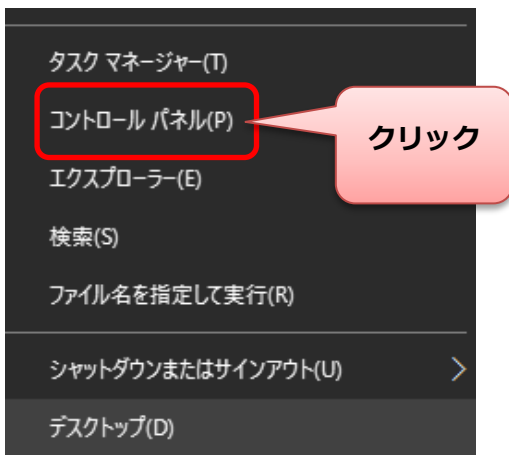 タスク マネージャー(T)
コントロール パネル(P)
クリック
エクスプローラー(E)
検索(S)
ファイル名を指定して実行(R)
シャットダウンまたはサインアウト(U)
デスクトップ(D)